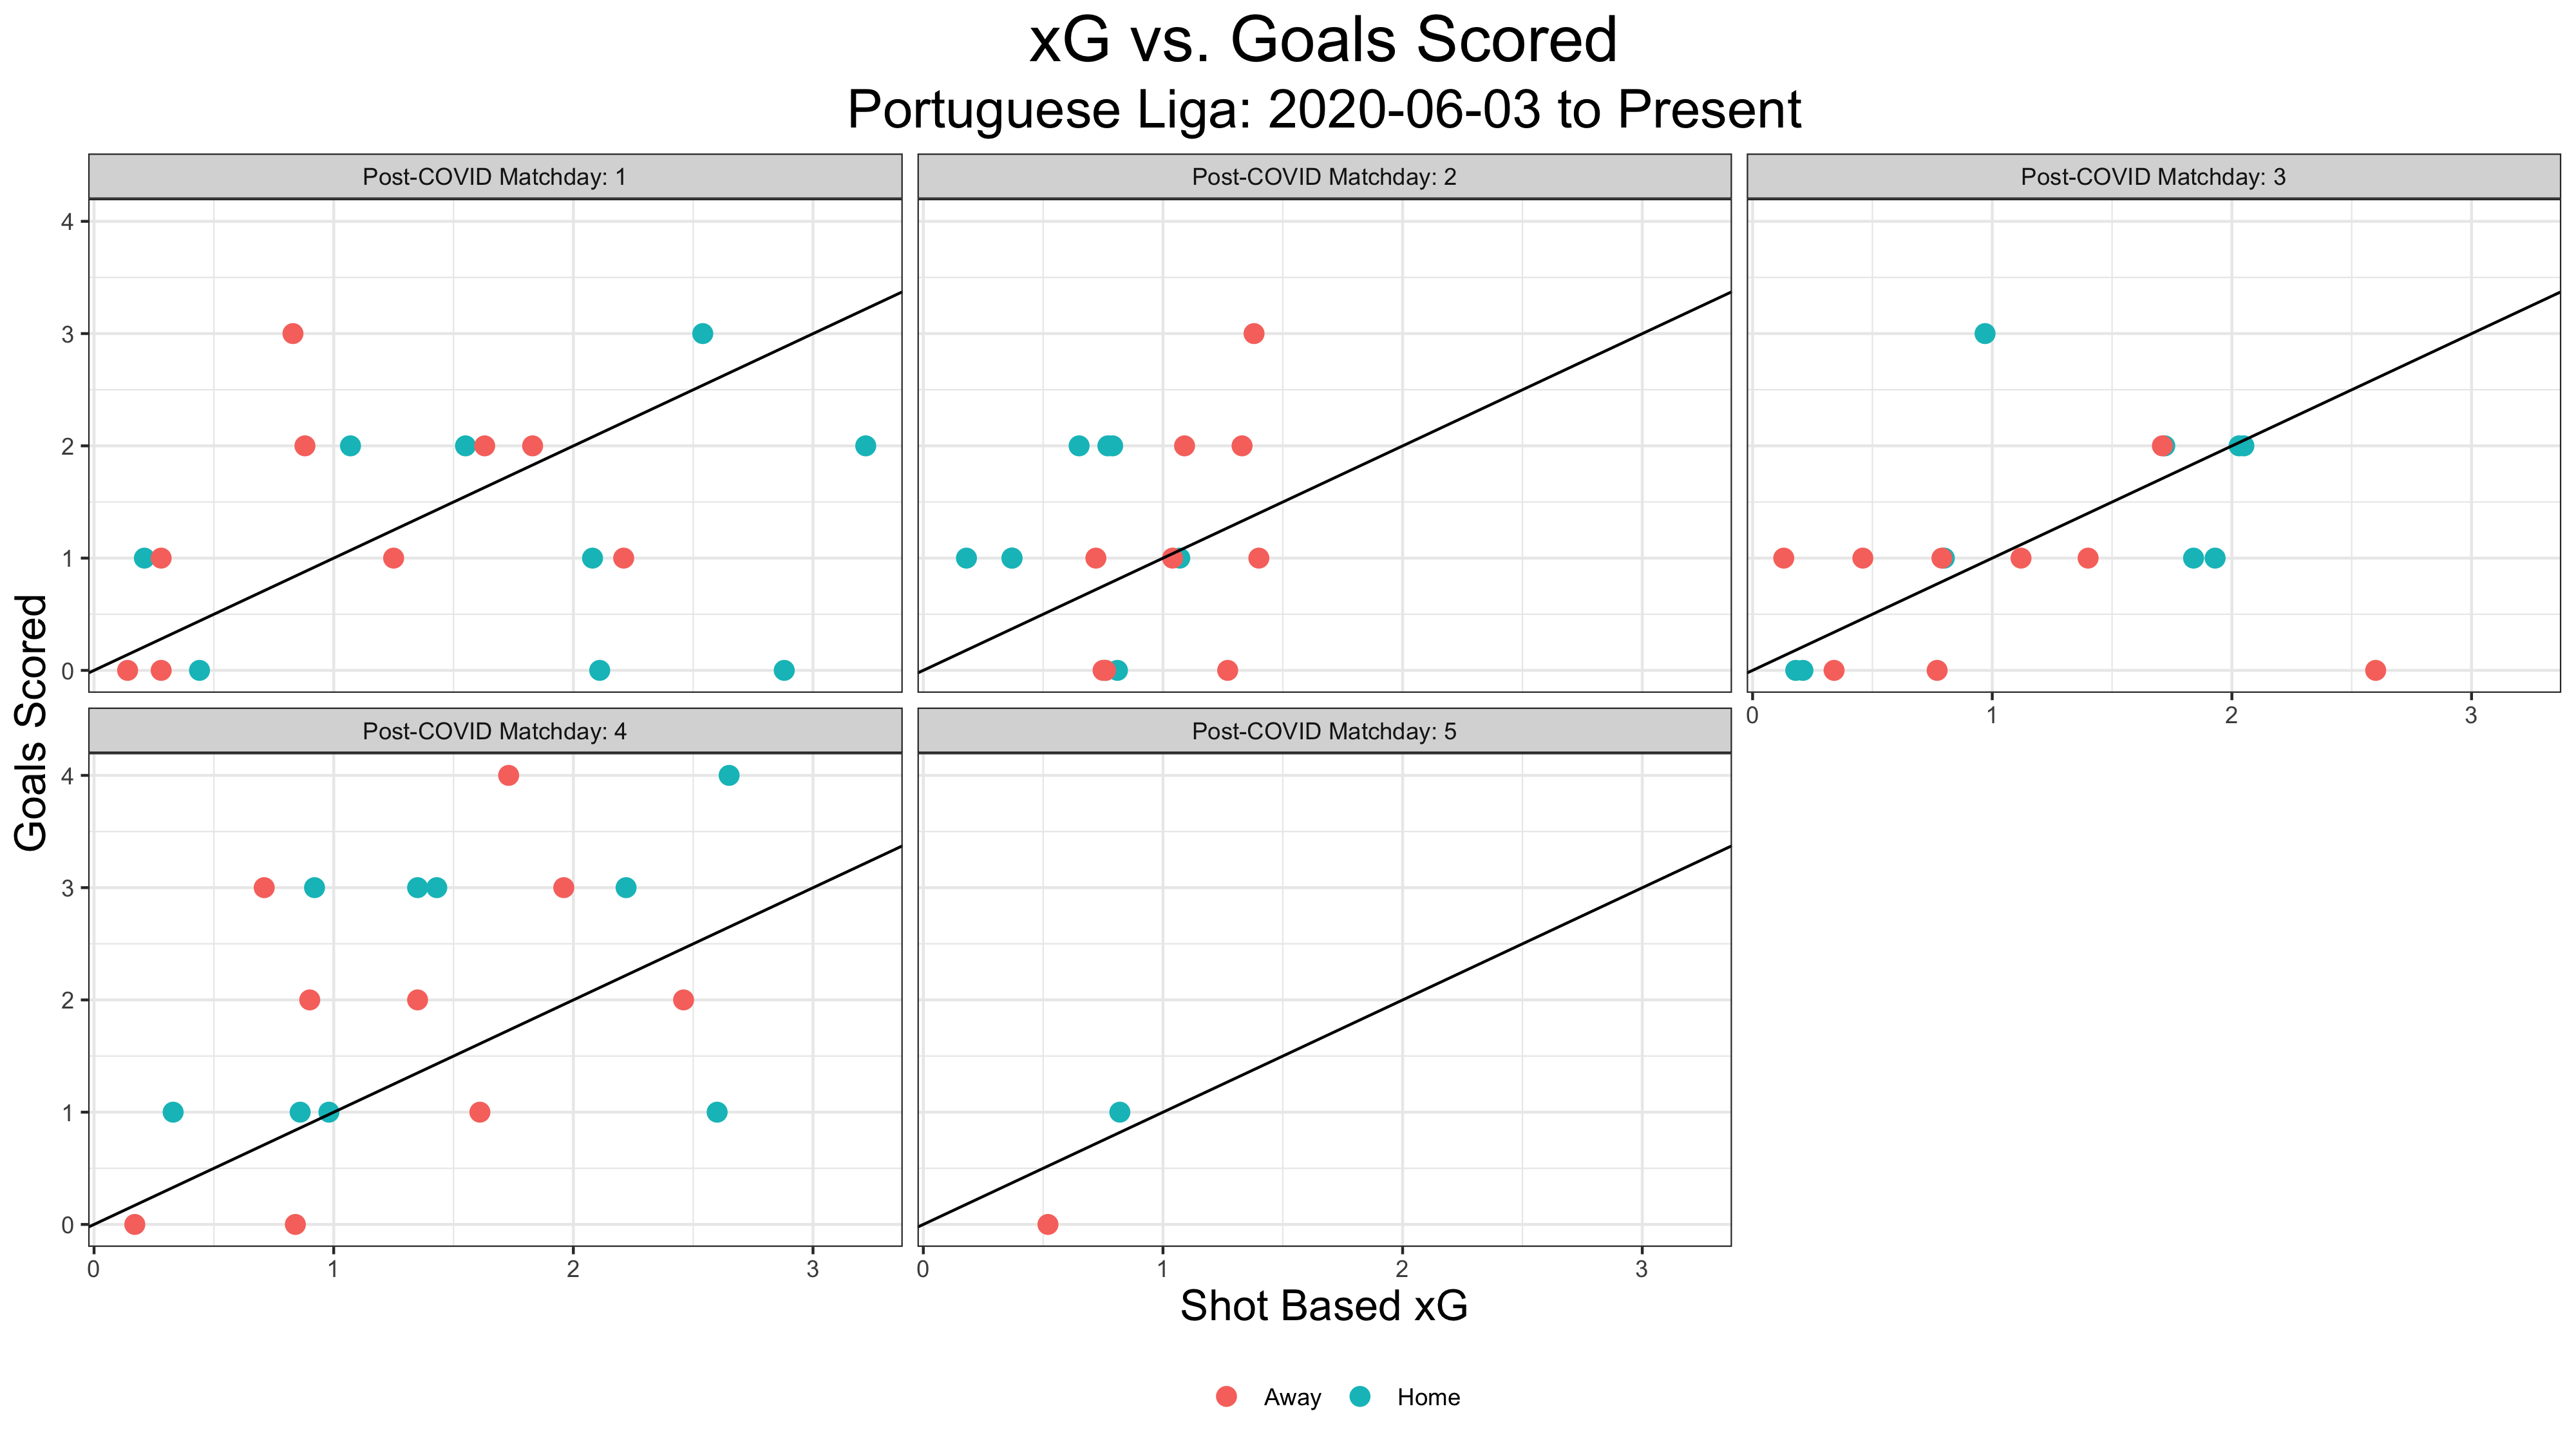 xG vs. Goals Scored
Portuguese Liga: 2020-06-03 to Present
Post-COVID Matchday: 1
Post-COVID Matchday: 2
Post-COVID Matchday: 3
4
3
2
1
0
0 1 2 3
Goals Scored
Post-COVID Matchday: 4
Post-COVID Matchday: 5
4
3
2
1
0
0 1 2 3
0 1 2 3
Shot Based xG
Away Home